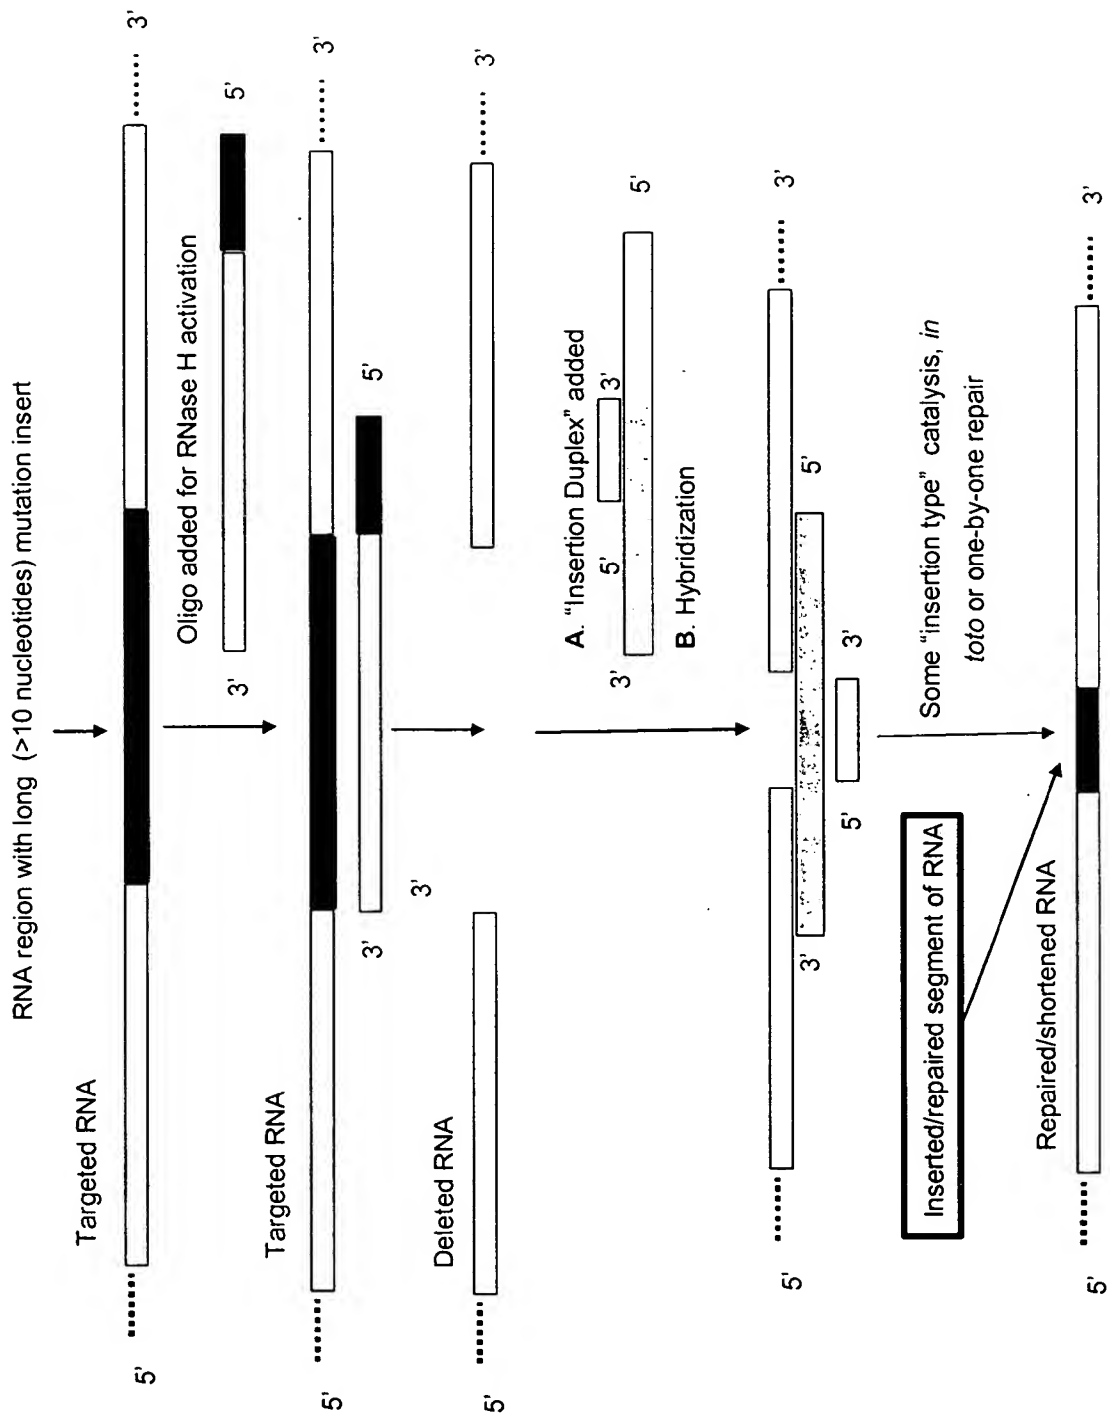 RNA region with long (>10 nucleotides) mutation insert
Targeted RNA
5'
3'
Oligo added for RNase H activation
3'
5'
Targeted RNA
5'
3'
3'
5'
3'
Deleted RNA
5'
3'
A. “Insertion Duplex” added
5'
3'
3'
5'
B. Hybridization
5'
3'
3'
5'
5'
3'
Some “insertion type” catalysis, in
toto or one-by-one repair
Inserted/repaired segment of RNA
Repaired/shortened RNA
5'
3'